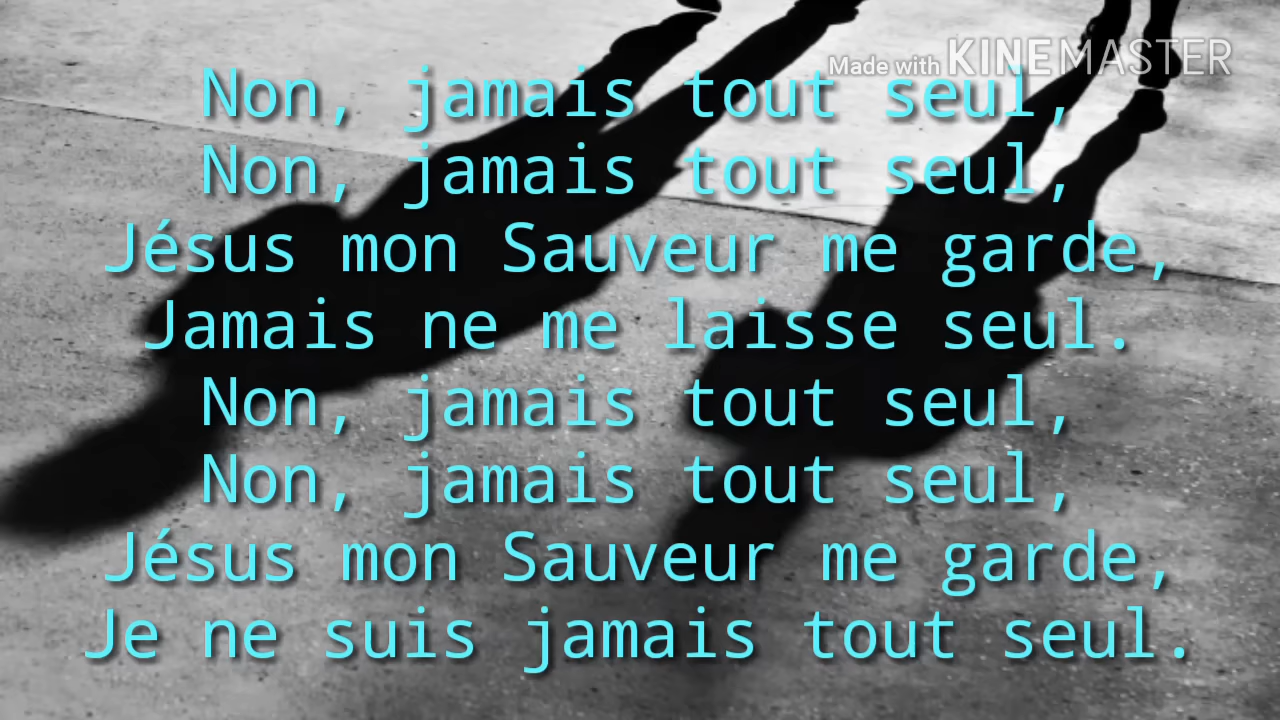 Made with KINEMASTER
Non, jamais tout seul,
Non, jamais tout seul,
Jésus mon Sauveur me garde,
Jamais ne me laisse seul.
Non, jamais tout seul,
Non, jamais tout seul,
Jésus mon Sauveur me garde,
Je ne suis jamais tout seul.